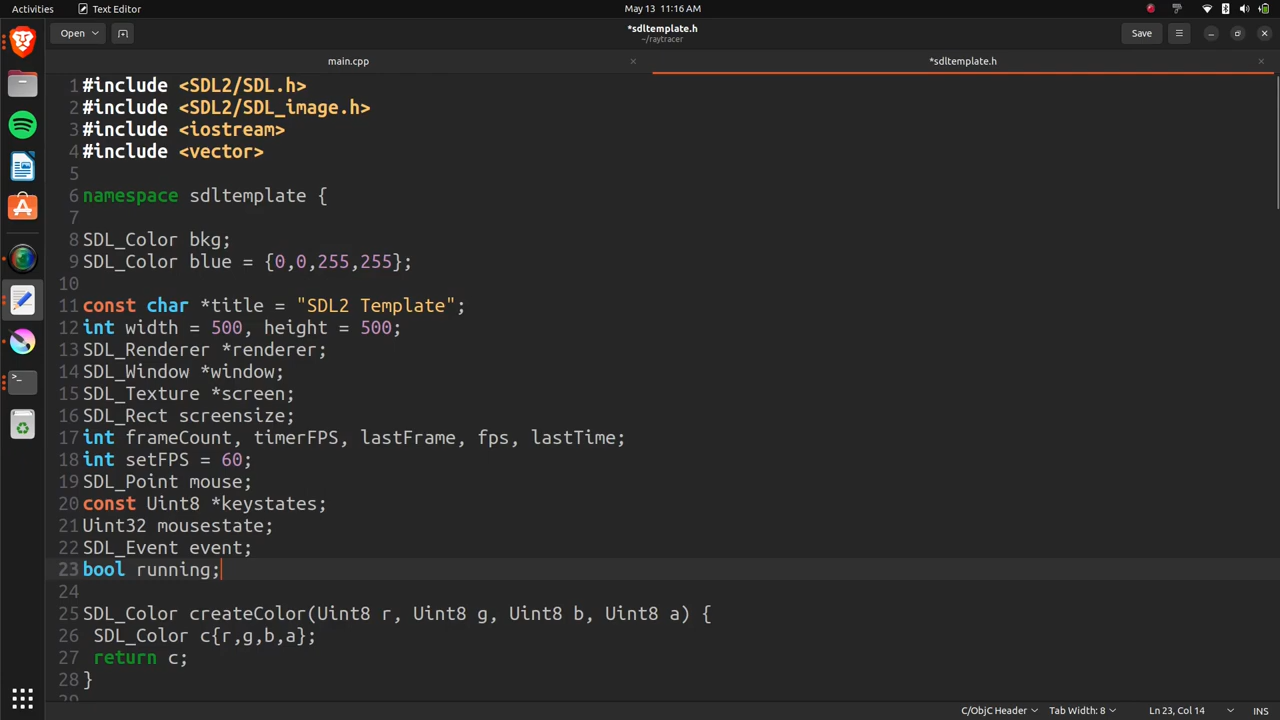 Activities Text Editor May 13 11:16 AM
Open *sdltemplate.h Save
~/raytracer
main.cpp *sdltemplate.h
1 #include <SDL2/SDL.h>
2 #include <SDL2/SDL_image.h>
3 #include <iostream>
4 #include <vector>
5
6 namespace sdltemplate {
7
8 SDL_Color bkg;
9 SDL_Color blue = {0,0,255,255};
10
11 const char *title = "SDL2 Template";
12 int width = 500, height = 500;
13 SDL_Renderer *renderer;
14 SDL_Window *window;
15 SDL_Texture *screen;
16 SDL_Rect screensize;
17 int frameCount, timerFPS, lastFrame, fps, lastTime;
18 int setFPS = 60;
19 SDL_Point mouse;
20 const Uint8 *keystates;
21 Uint32 mousestate;
22 SDL_Event event;
23 bool running;
24
25 SDL_Color createColor(Uint8 r, Uint8 g, Uint8 b, Uint8 a) {
26  SDL_Color c{r,g,b,a};
27  return c;
28 }
29
C/ObjC Header Tab Width: 8 Ln 23, Col 14 INS